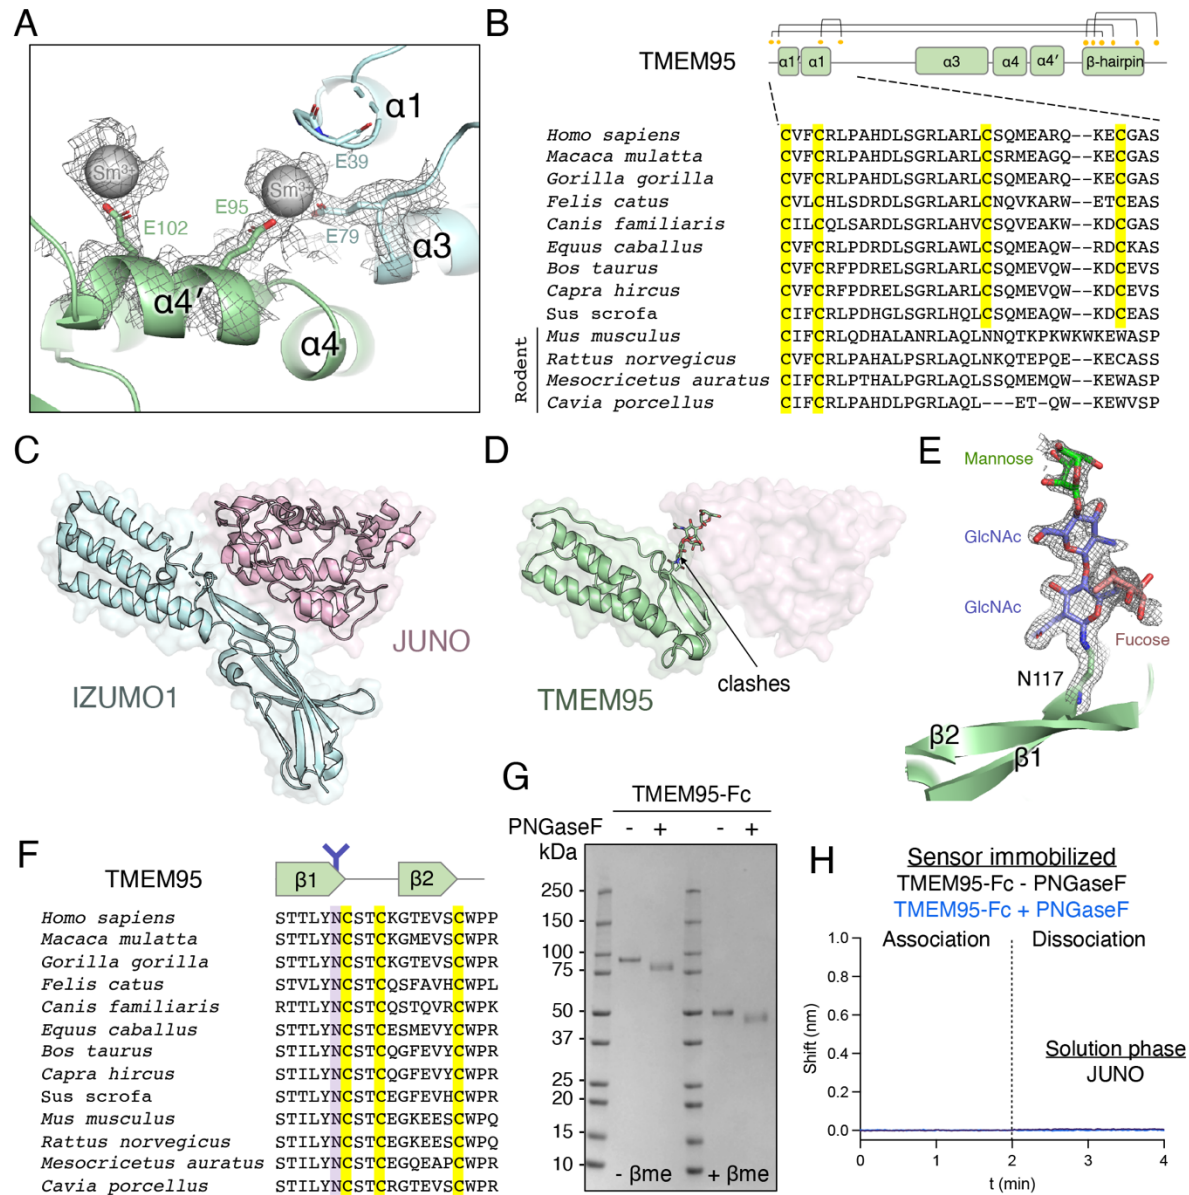 A
α1
Sm3+
Sm3+
E39
E95
E102
E79
α3
α4′
α4
B
TMEM95
α1′
α1
α3
α4
α4′
β-hairpin
Homo sapiens CVFCRLPAHDLSGRLARLCSQMEARQ--KECGAS
Macaca mulatta CVFCRLPAHDLSGRLARLCSRMEAGQ--KECGAS
Gorilla gorilla CVFCRLPAHDLSGRLARLCSQMEARQ--KECGAS
Felis catus CVLCHLSDRDLSGRLARLCNQVKARW--ETCEAS
Canis familiaris CILCQLSARDLSGRLAHVCSQVEAKW--KDCGAS
Equus caballus CVFCRLPDRDLSGRLAWLCSQMEAQW--RDCKAS
Bos taurus CVFCRFPDRELSGRLARLCSQMEVQW--KDCEVS
Capra hircus CVFCRFPDRELSGRLARLCSQMEVQW--KDCEVS
Sus scrofa CIFCRLPDHGLSGRLHQLCSQMEAQW--KDCEAS
Rodent
Mus musculus CIFCRLQDHALANRLAQLNNQTKPKWKWKEWASP
Rattus norvegicus CVFCRLPAHALPSRLAQLNKQTEPQE--KECASS
Mesocricetus auratus CIFCRLPTHALPGRLAQLSSQMEMQW--KEWASP
Cavia porcellus CIFCRLPAHDLPGRLAQL---ET-QW--KEWVSP
C
JUNO
IZUMO1
D
TMEM95
clashes
E
Mannose
GlcNAc
GlcNAc
Fucose
N117
β2
β1
F
TMEM95
β1
β2
Homo sapiens STTLYNCSTCKGTEVSCWPP
Macaca mulatta STTLYNCSTCKGMEVSCWPR
Gorilla gorilla STTLYNCSTCKGTEVSCWPR
Felis catus STVLYNCSTCQSFAVHCWPL
Canis familiaris RTTLYNCSTCQSTQVRCWPK
Equus caballus STTLYNCSTCESMEVYCWPR
Bos taurus STILYNCSTCQGFEVYCWPR
Capra hircus STILYNCSTCQGFEVYCWPR
Sus scrofa STILYNCSTCEGFEVHCWPR
Mus musculus STILYNCSTCEGKEESCWPQ
Rattus norvegicus STILYNCSTCEGKEESCWPQ
Mesocricetus auratus STILYNCSTCEGQEAPCWPR
Cavia porcellus STILYNCSTCRGTEVSCWPR
G
TMEM95-Fc
PNGaseF - + - +
kDa
250
150
100
75
50
37
25
20
15
10
- βme
+ βme
H
Sensor immobilized
TMEM95-Fc - PNGaseF
TMEM95-Fc + PNGaseF
Association
Dissociation
Solution phase
JUNO
Shift (nm)
1.0
0.8
0.6
0.4
0.2
0.0
0 1 2 3 4
t (min)